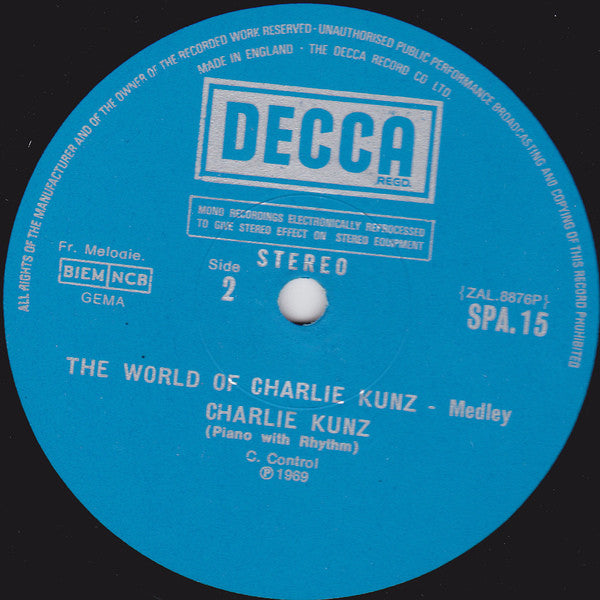 ALL RIGHTS OF THE MANUFACTURER AND OF THE OWNER OF THE RECORDED WORK RESERVED - UNAUTHORISED PUBLIC PERFORMANCE BROADCASTING AND COPYING OF THIS RECORD PROHIBITED
MADE IN ENGLAND · THE DECCA RECORD CO LTD.
DECCA
REGD.
MONO RECORDINGS ELECTRONICALLY REPROCESSED
TO GIVE STEREO EFFECT ON STEREO EQUIPMENT
Fr. Melodie.
BIEM NCB
GEMA
Side
2
STEREO
{ZAL.8876P}
SPA.15
THE WORLD OF CHARLIE KUNZ - Medley
CHARLIE KUNZ
(Piano with Rhythm)
C. Control
℗ 1969